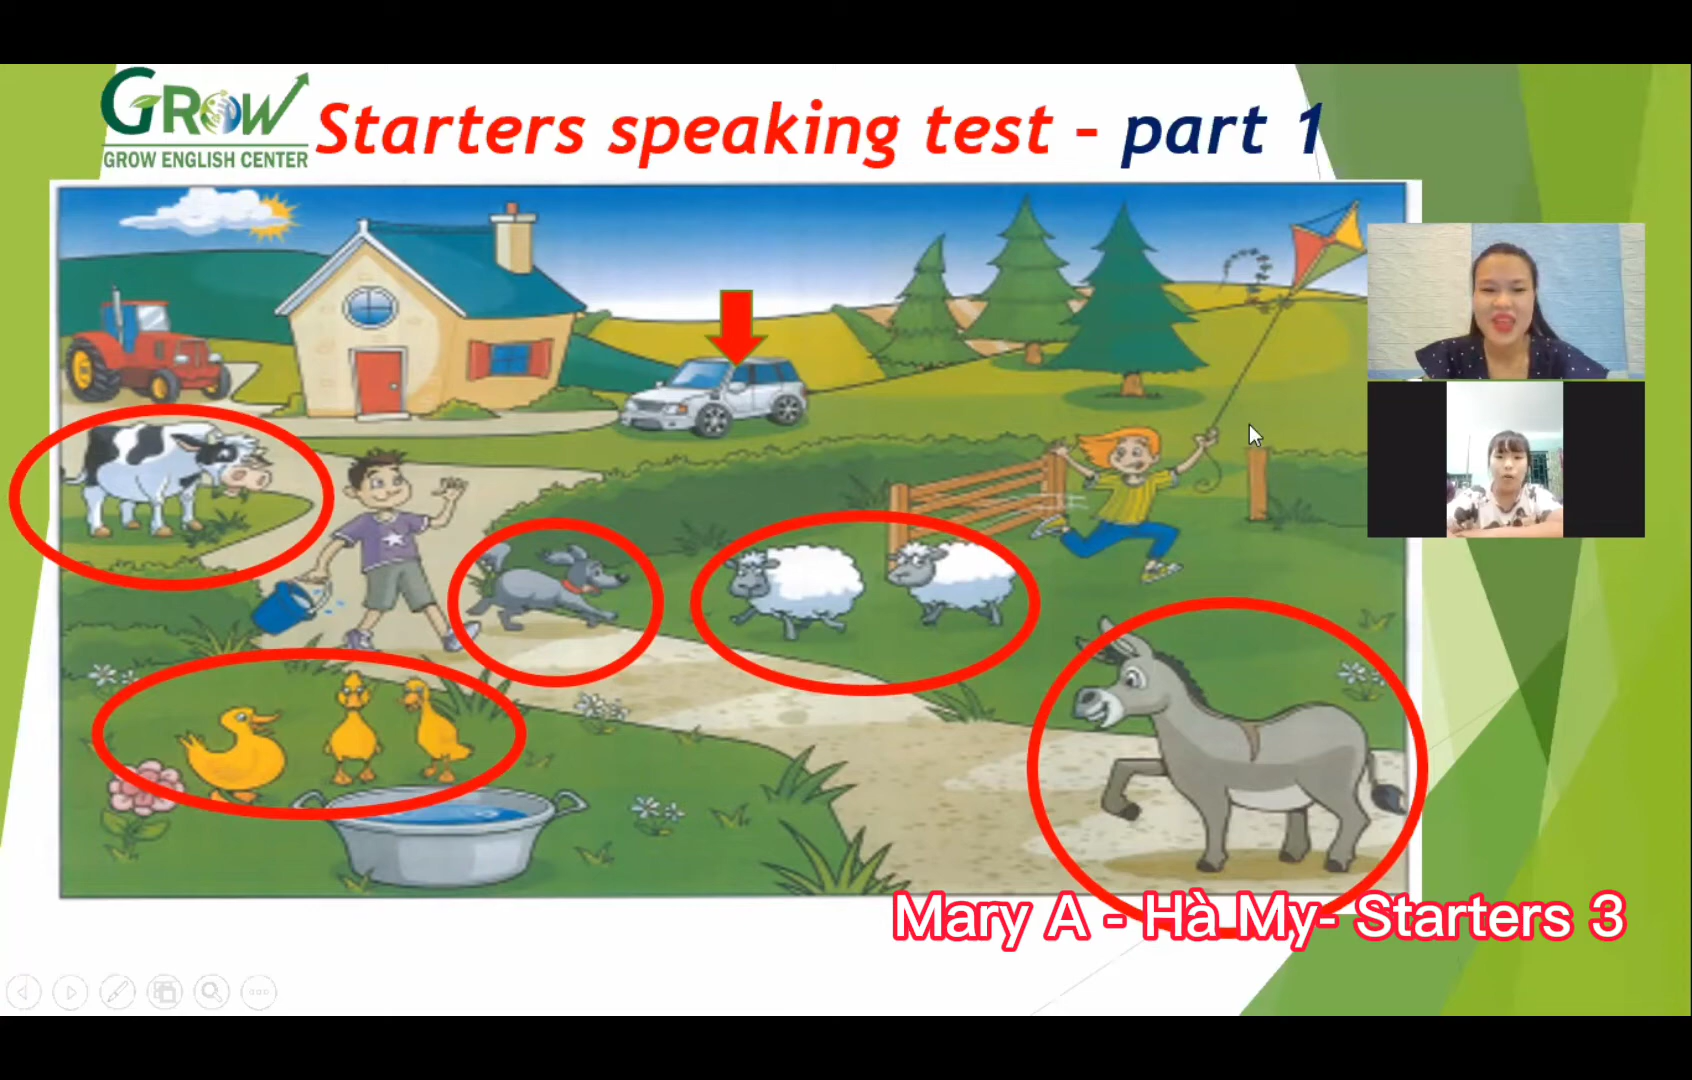 GROW
GROW ENGLISH CENTER
Starters speaking test - part 1
Mary A - Hà My- Starters 3